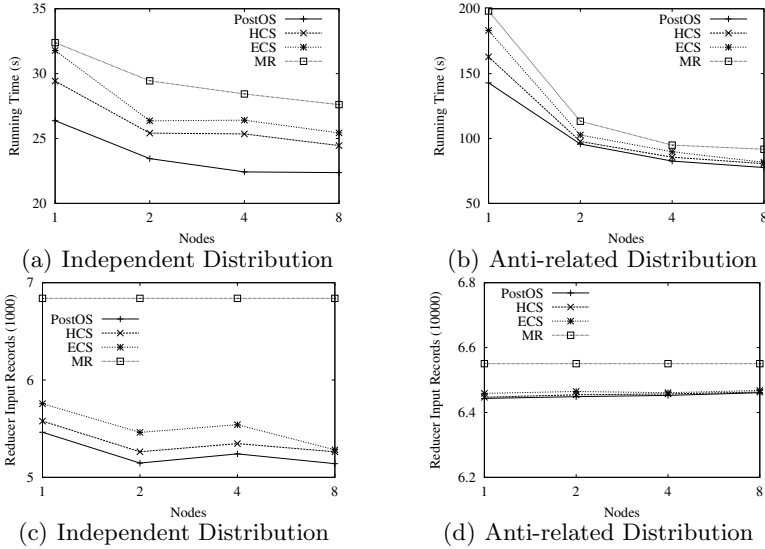 35
30
25
20
Running Time (s)
PostOS
HCS
ECS
MR
1 2 4 8
Nodes
(a) Independent Distribution
200
150
100
50
Running Time (s)
PostOS
HCS
ECS
MR
1 2 4 8
Nodes
(b) Anti-related Distribution
7
6
5
Reducer Input Records (1000)
PostOS
HCS
ECS
MR
1 2 4 8
Nodes
(c) Independent Distribution
6.8
6.6
6.4
6.2
Reducer Input Records (10000)
PostOS
HCS
ECS
MR
1 2 4 8
Nodes
(d) Anti-related Distribution